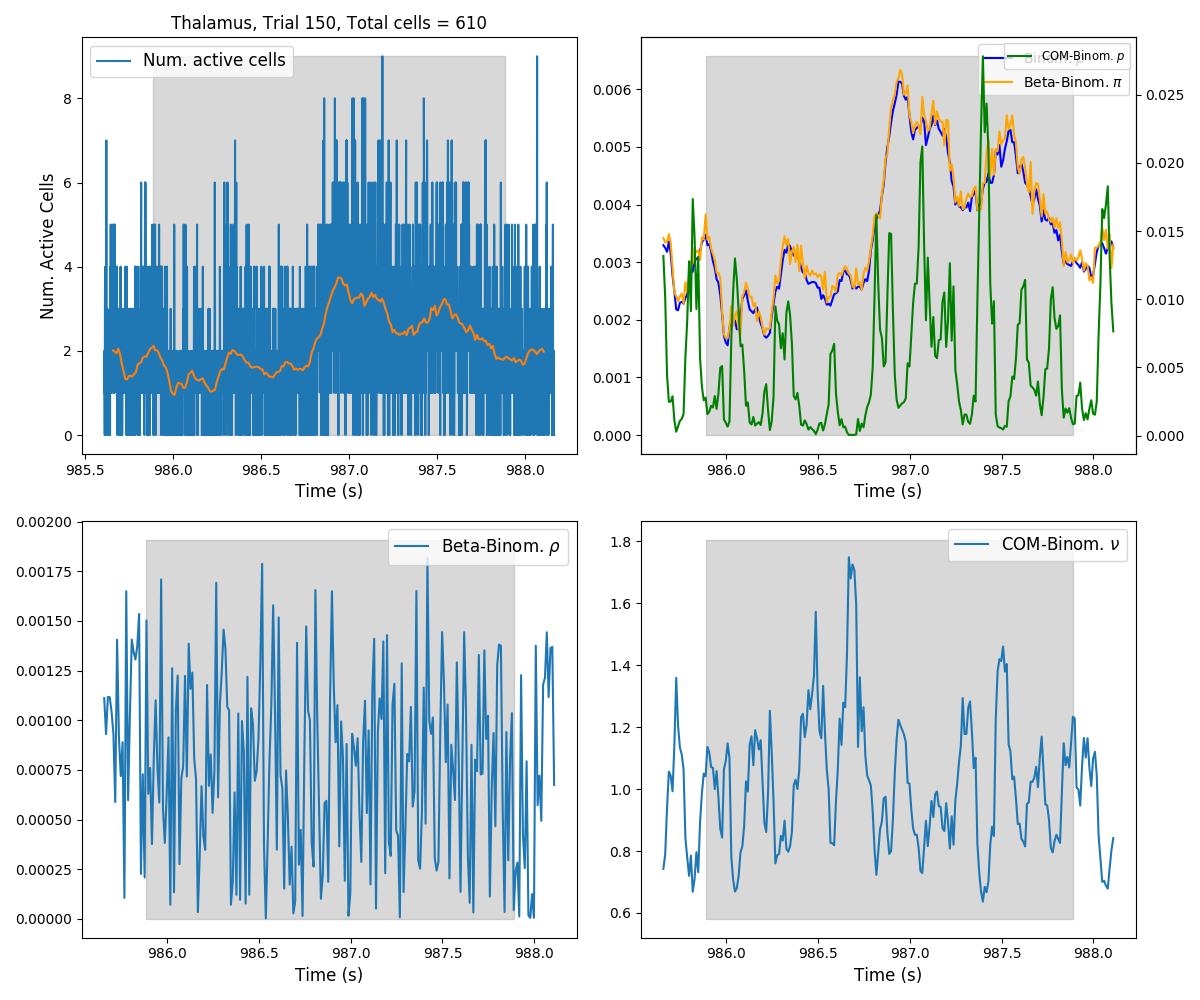 Thalamus, Trial 150, Total cells = 610
Num. active cells
Num. Active Cells
8
6
4
2
0
985.5 986.0 986.5 987.0 987.5 988.0
Time (s)
COM-Binom. p
Binom. p
Beta-Binom. π
0.006
0.005
0.004
0.003
0.002
0.001
0.000
0.025
0.020
0.015
0.010
0.005
0.000
986.0 986.5 987.0 987.5 988.0
Time (s)
Beta-Binom. ρ
0.00200
0.00175
0.00150
0.00125
0.00100
0.00075
0.00050
0.00025
0.00000
986.0 986.5 987.0 987.5 988.0
Time (s)
COM-Binom. ν
1.8
1.6
1.4
1.2
1.0
0.8
0.6
986.0 986.5 987.0 987.5 988.0
Time (s)